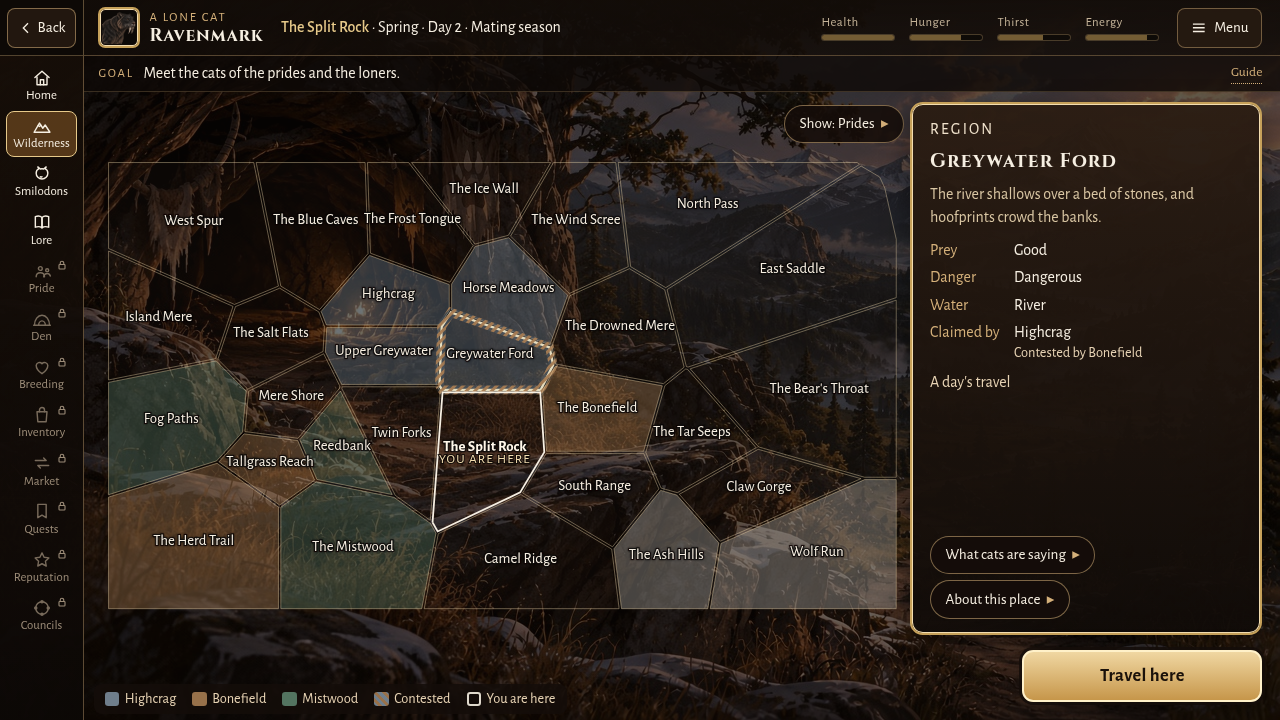 Back
A LONE CAT
RAVENMARK
The Split Rock · Spring · Day 2 · Mating season
Health
Hunger
Thirst
Energy
Menu
GOAL Meet the cats of the prides and the loners.
Guide
Home
Wilderness
Smilodons
Lore
Pride
Den
Breeding
Inventory
Market
Quests
Reputation
Councils
Show: Prides
The Ice Wall
North Pass
West Spur
The Blue Caves
The Frost Tongue
The Wind Scree
East Saddle
Highcrag
Horse Meadows
Island Mere
The Salt Flats
The Drowned Mere
Upper Greywater
Greywater Ford
Mere Shore
The Bear's Throat
Fog Paths
The Bonefield
Reedbank
Twin Forks
The Tar Seeps
The Split Rock
YOU ARE HERE
Tallgrass Reach
South Range
Claw Gorge
The Herd Trail
The Mistwood
Camel Ridge
The Ash Hills
Wolf Run
Highcrag
Bonefield
Mistwood
Contested
You are here
REGION
GREYWATER FORD
The river shallows over a bed of stones, and
hoofprints crowd the banks.
Prey Good
Danger Dangerous
Water River
Claimed by Highcrag
Contested by Bonefield
A day's travel
What cats are saying
About this place
Travel here